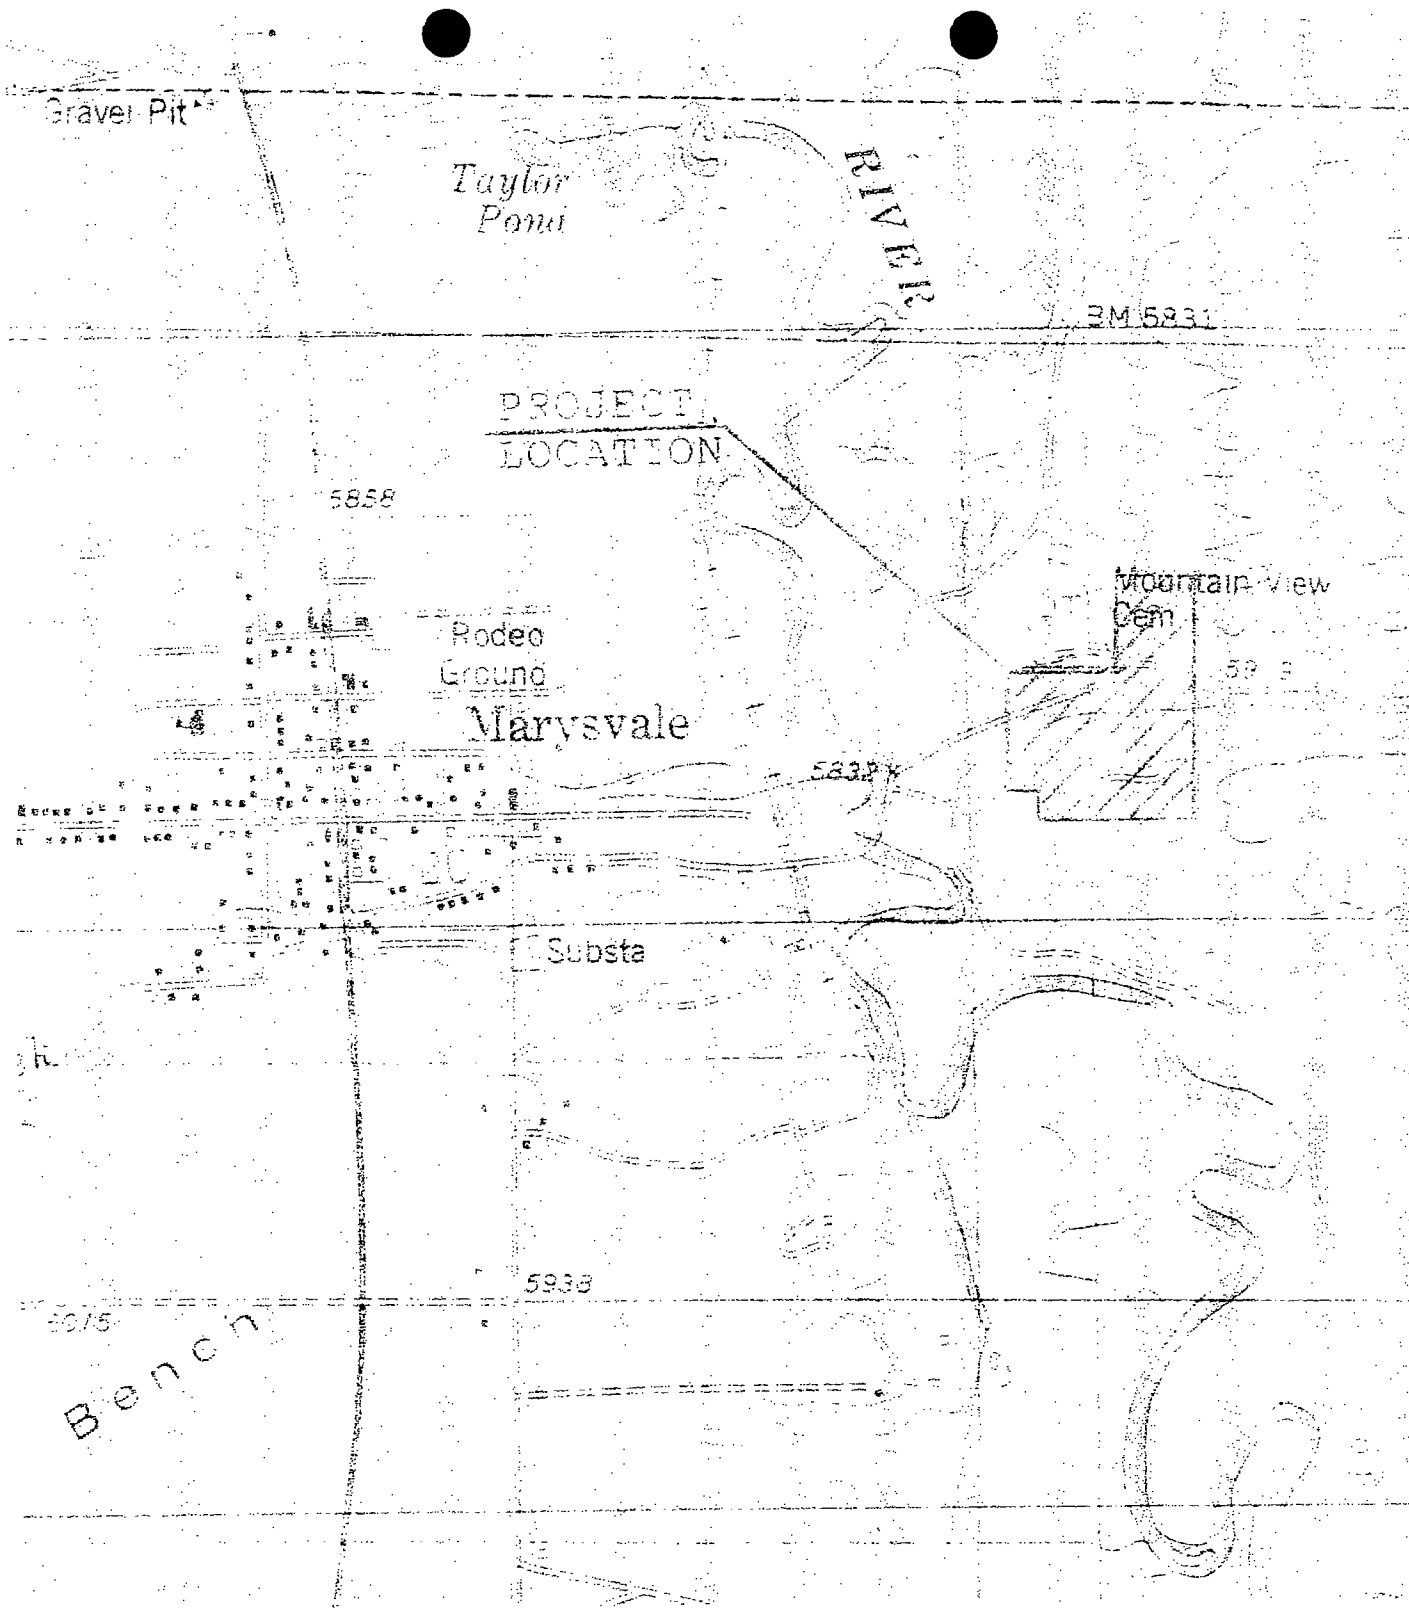 Gravel Pit
Taylor
Pond
RIVER
BM 5831
PROJECT
LOCATION
5858
Mountain View
Cem
Rodeo
Ground
Marysvale
Substa
5938
Bench